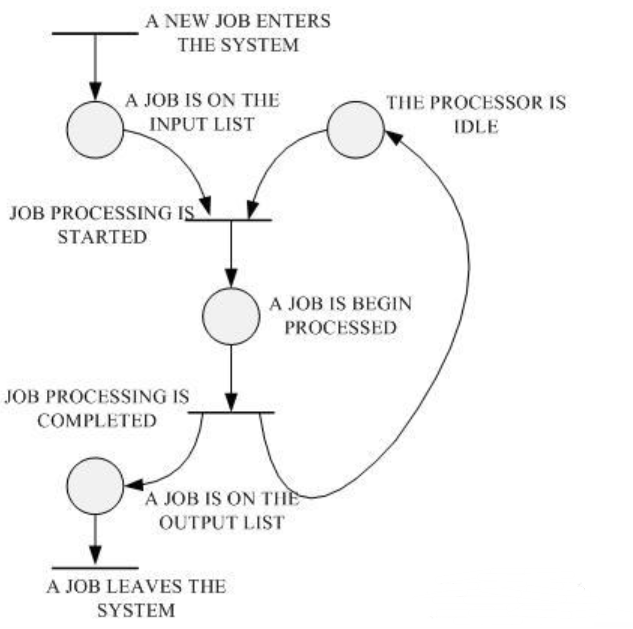 A NEW JOB ENTERS
THE SYSTEM
A JOB IS ON THE
INPUT LIST
THE PROCESSOR IS
IDLE
JOB PROCESSING IS
STARTED
A JOB IS BEGIN
PROCESSED
JOB PROCESSING IS
COMPLETED
A JOB IS ON THE
OUTPUT LIST
A JOB LEAVES THE
SYSTEM